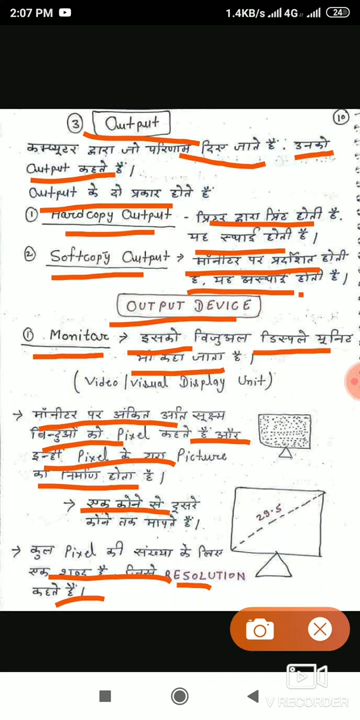 2:07 PM 1.4KB/s 4G 24
10
③ Output
कम्प्यूटर द्वारा जो परिणाम दिए जाते हैं. उनको
Output कहते हैं।
Output के दो प्रकार होते हैं
① Hardcopy Output - प्रिंटर द्वारा प्रिंट होती है.
यह स्थाई होती है।
② Softcopy Output → मॉनीटर पर प्रदर्शित होती
है, यह अस्थाई होती है।
OUTPUT DEVICE
① Monitar → इसको विजुअल डिस्पले यूनिट
भी कहा जाता है।
(Video/Visual Display Unit)
→ मॉनीटर पर अंकित अति सूक्ष्म
बिन्दुओं को Pixel कहते हैं और
इन्हीं Pixel के द्वारा Picture
का निर्माण होता है।
→ एक कोने से दूसरे
कोने तक मापते हैं।
29.5
→ कुल Pixel की संख्या के लिए
एक शब्द है जिसे RESOLUTION
कहते हैं।
V RECORDER